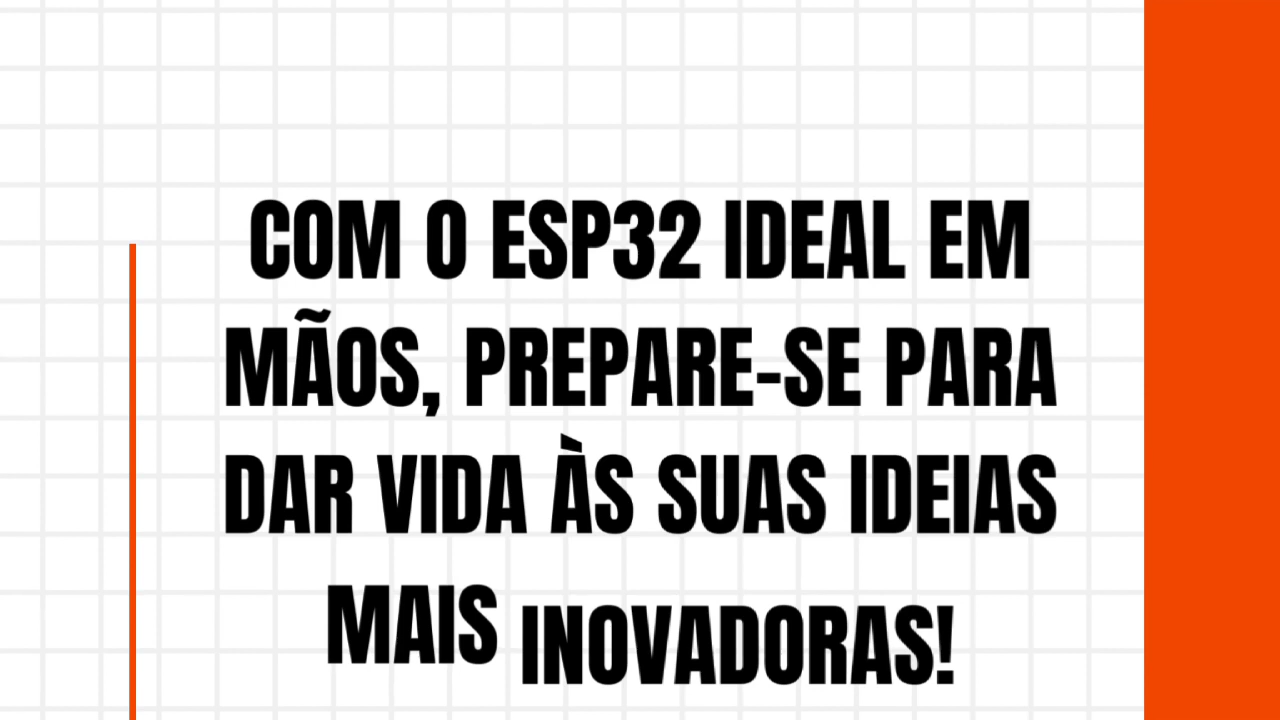 COM O ESP32 IDEAL EM
MÃOS, PREPARE-SE PARA
DAR VIDA ÀS SUAS IDEIAS
MAIS INOVADORAS!